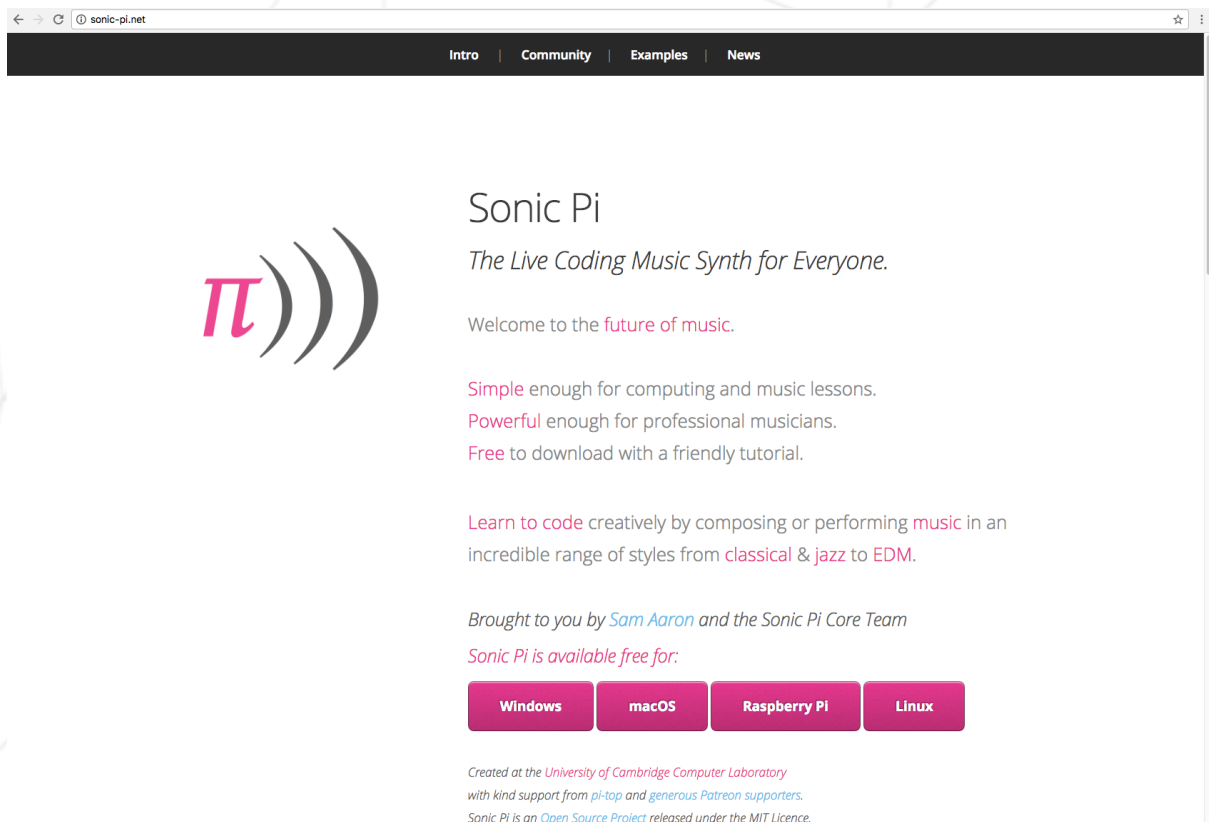 sonic-pi.net
Intro | Community | Examples | News
Sonic Pi
The Live Coding Music Synth for Everyone.
π
Welcome to the future of music.
Simple enough for computing and music lessons.
Powerful enough for professional musicians.
Free to download with a friendly tutorial.
Learn to code creatively by composing or performing music in an
incredible range of styles from classical & jazz to EDM.
Brought to you by Sam Aaron and the Sonic Pi Core Team
Sonic Pi is available free for:
Windows macOS Raspberry Pi Linux
Created at the University of Cambridge Computer Laboratory
with kind support from pi-top and generous Patreon supporters.
Sonic Pi is an Open Source Project released under the MIT Licence.